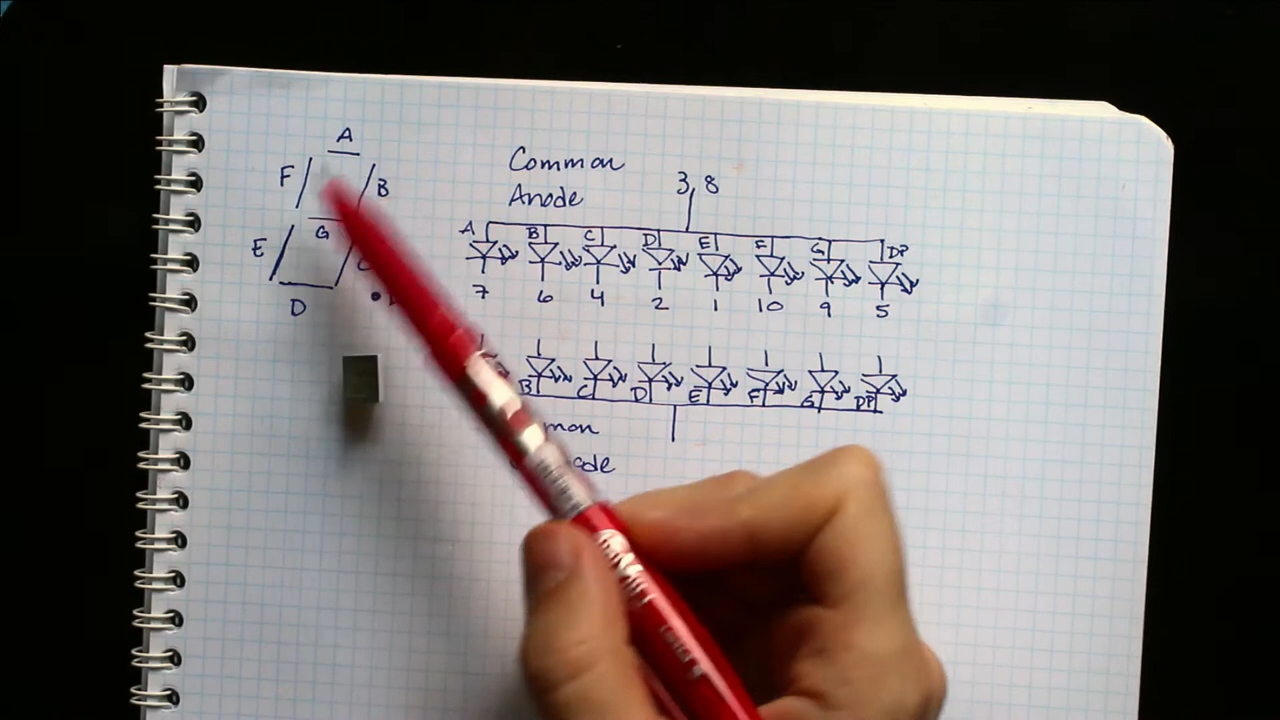 A
F
B
G
E
D
Common
Anode
3, 8
A B C D E F G DP
7 6 4 2 1 10 9 5
B C D E F G DP